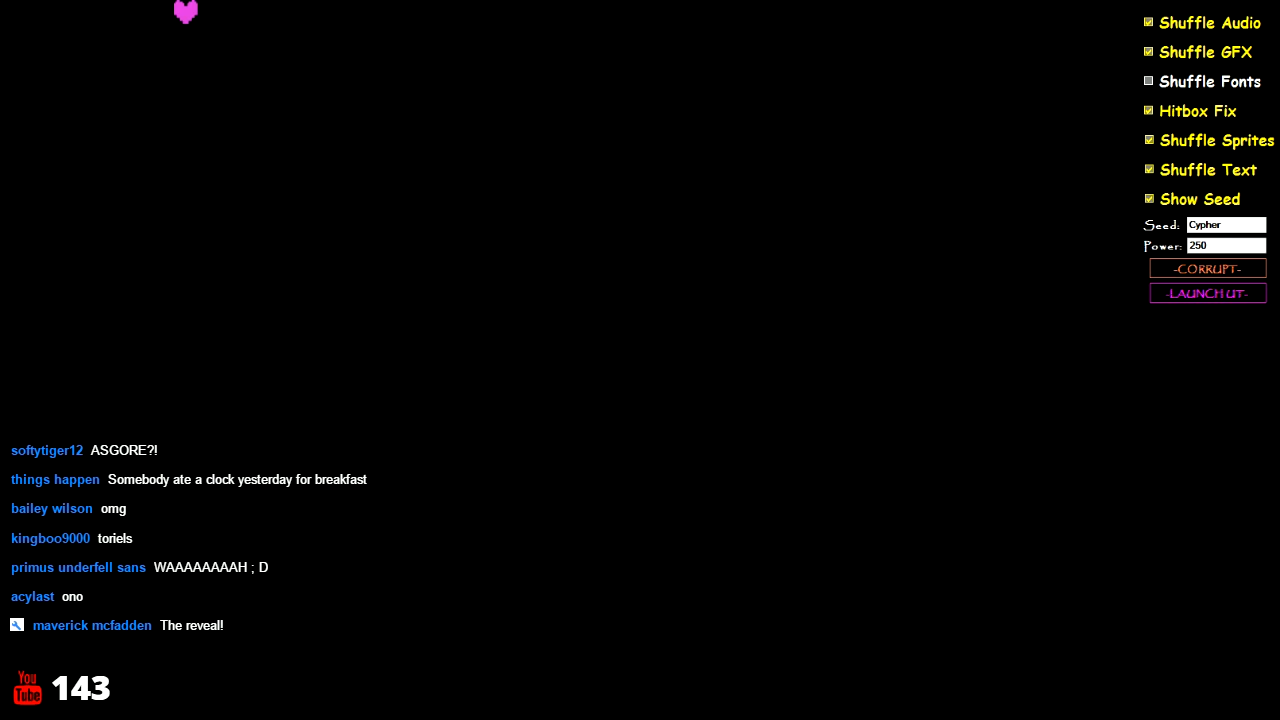 Shuffle Audio
Shuffle GFX
Shuffle Fonts
Hitbox Fix
Shuffle Sprites
Shuffle Text
Show Seed
Seed: Cypher
Power: 250
-CORRUPT-
-LAUNCH UT-
softytiger12 ASGORE?!
things happen Somebody ate a clock yesterday for breakfast
bailey wilson omg
kingboo9000 toriels
primus underfell sans WAAAAAAAAH ; D
acylast ono
maverick mcfadden The reveal!
You
Tube 143